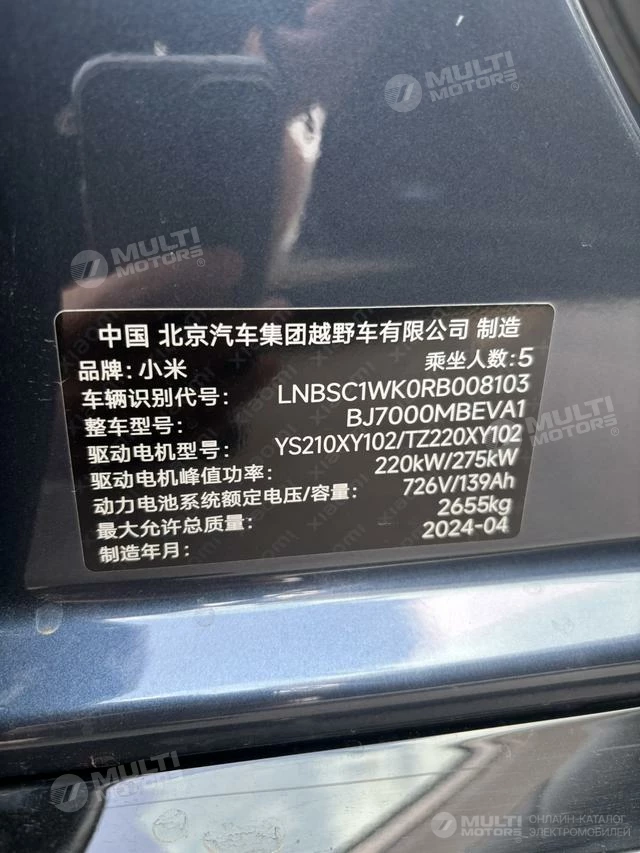 MULTI
MOTORS®
MULTI
MOTORS®
中国 北京汽车集团越野车有限公司 制造
品牌: 小米 乘坐人数: 5
车辆识别代号: LNBSC1WK0RB008103
整车型号: BJ7000MBEVA1
驱动电机型号: YS210XY102/TZ220XY102
驱动电机峰值功率: 220kW/275kW
动力电池系统额定电压/容量: 726V/139Ah
最大允许总质量: 2655kg
制造年月: 2024-04
MULTI
MOTORS
MULTI
MOTORS
ОНЛАЙН-КАТАЛОГ
ЭЛЕКТРОМОБИЛЕЙ